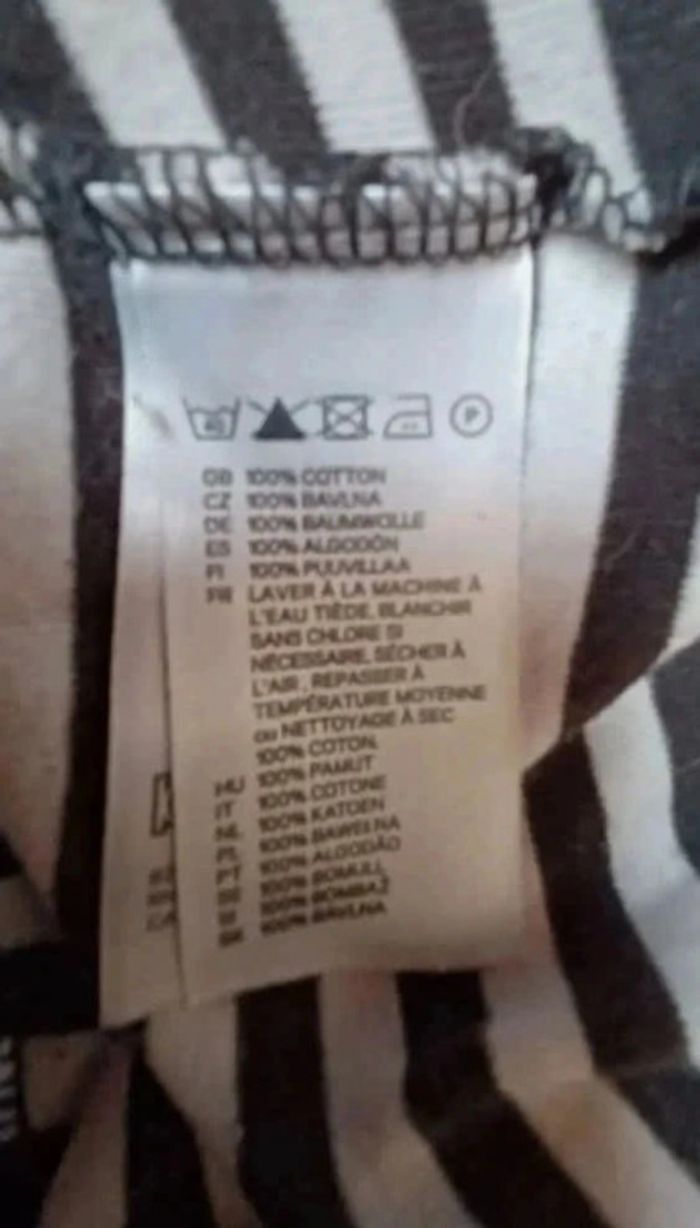 P
GB 100% COTTON
CZ 100% BAVLNA
DE 100% BAUMWOLLE
ES 100% ALGODÓN
FI 100% PUUVILLAA
FR LAVER À LA MACHINE À
L'EAU TIÈDE, BLANCHIR
SANS CHLORE SI
NÉCESSAIRE, SÉCHER À
L'AIR, REPASSER À
TEMPÉRATURE MOYENNE
ou NETTOYAGE À SEC
100% COTON.
HU 100% PAMUT
IT 100% COTONE
NL 100% KATOEN
PL 100% BAWEŁNA
PT 100% ALGODÃO
100% BOMULL
100% BOMBAŽ
SK 100% BAVLNA